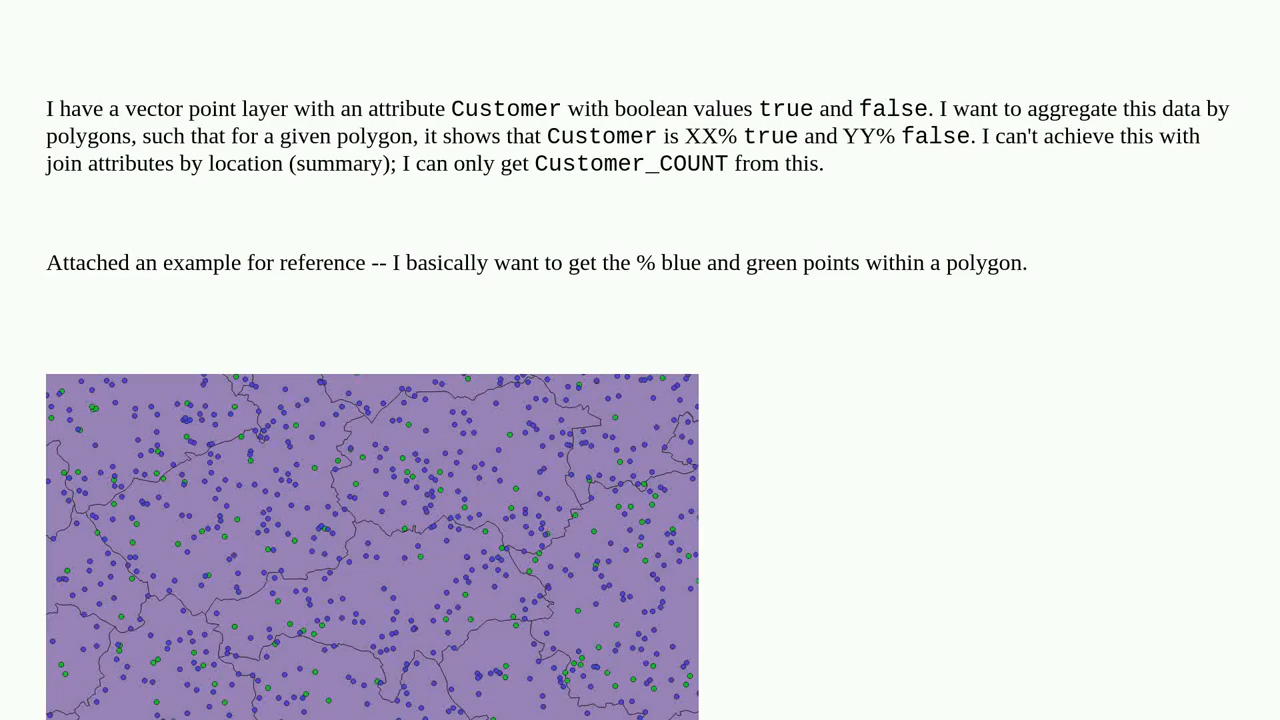 I have a vector point layer with an attribute Customer with boolean values true and false. I want to aggregate this data by
polygons, such that for a given polygon, it shows that Customer is XX% true and YY% false. I can't achieve this with
join attributes by location (summary); I can only get Customer_COUNT from this.
Attached an example for reference -- I basically want to get the % blue and green points within a polygon.